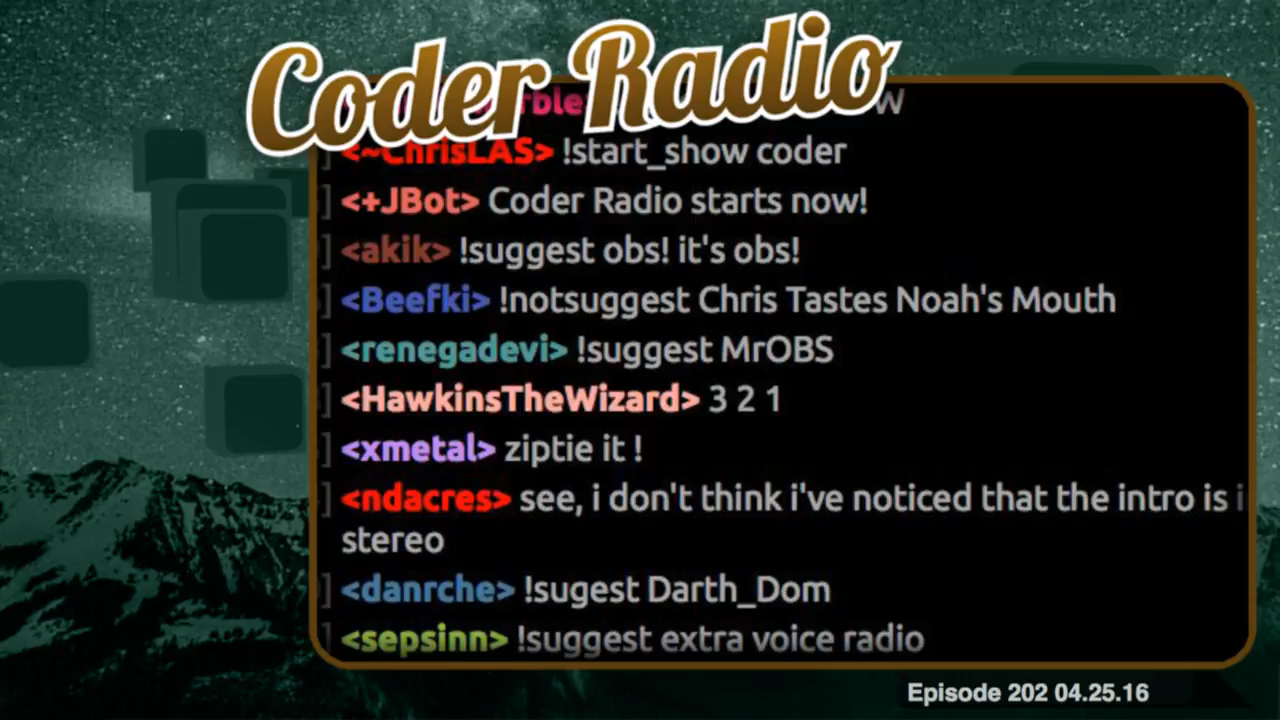 Coder Radio
<~ChrisLAS> !start_show coder
] <+JBot> Coder Radio starts now!
] <akik> !suggest obs! it's obs!
] <Beefki> !notsuggest Chris Tastes Noah's Mouth
] <renegadevi> !suggest MrOBS
] <HawkinsTheWizard> 3 2 1
] <xmetal> ziptie it !
] <ndacres> see, i don't think i've noticed that the intro is i
stereo
] <danrche> !sugest Darth_Dom
] <sepsinn> !suggest extra voice radio
Episode 202 04.25.16